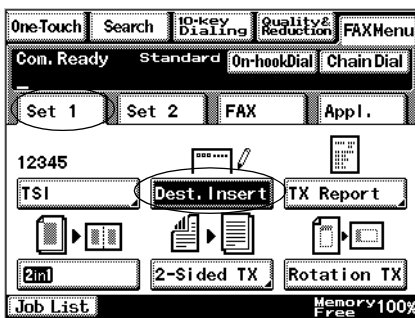 One-Touch Search 10-key Dialing Quality& Reduction FAXMenu
Com. Ready Standard On-hookDial Chain Dial
Set 1 Set 2 FAX Appl.
12345
TSI Dest.Insert TX Report
2in1 2-Sided TX Rotation TX
Job List Memory Free 100%